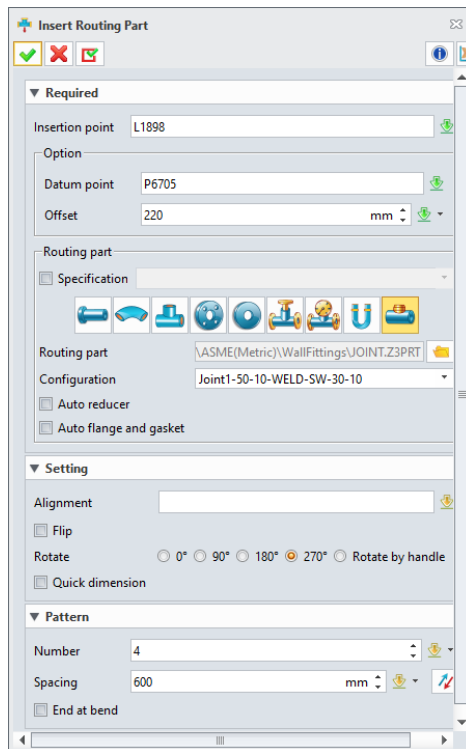 Insert Routing Part
Required
Insertion point L1898
Option
Datum point P6705
Offset 220 mm
Routing part
Specification
Routing part \ASME(Metric)\WallFittings\JOINT.Z3PRT
Configuration Joint1-50-10-WELD-SW-30-10
Auto reducer
Auto flange and gasket
Setting
Alignment
Flip
Rotate 0° 90° 180° 270° Rotate by handle
Quick dimension
Pattern
Number 4
Spacing 600 mm
End at bend